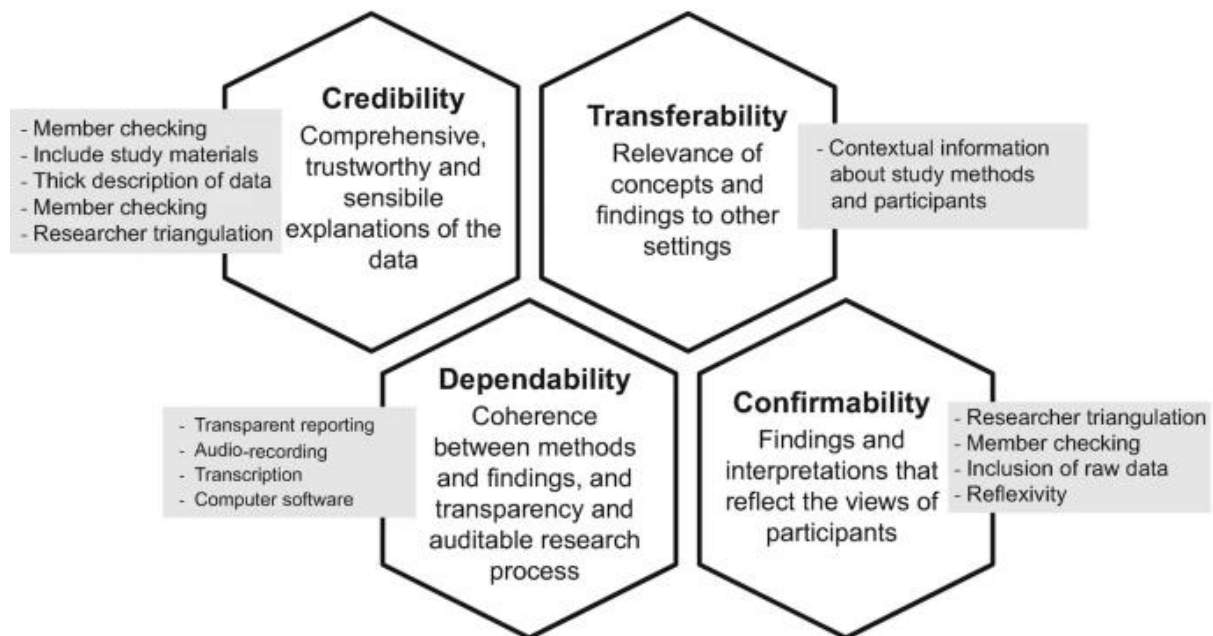 Credibility
Comprehensive,
trustworthy and
sensibile
explanations of the
data
- Member checking
- Include study materials
- Thick description of data
- Member checking
- Researcher triangulation
Transferability
Relevance of
concepts and
findings to other
settings
- Contextual information
about study methods
and participants
Dependability
Coherence
between methods
and findings, and
transparency and
auditable research
process
- Transparent reporting
- Audio-recording
- Transcription
- Computer software
Confirmability
Findings and
interpretations that
reflect the views of
participants
- Researcher triangulation
- Member checking
- Inclusion of raw data
- Reflexivity